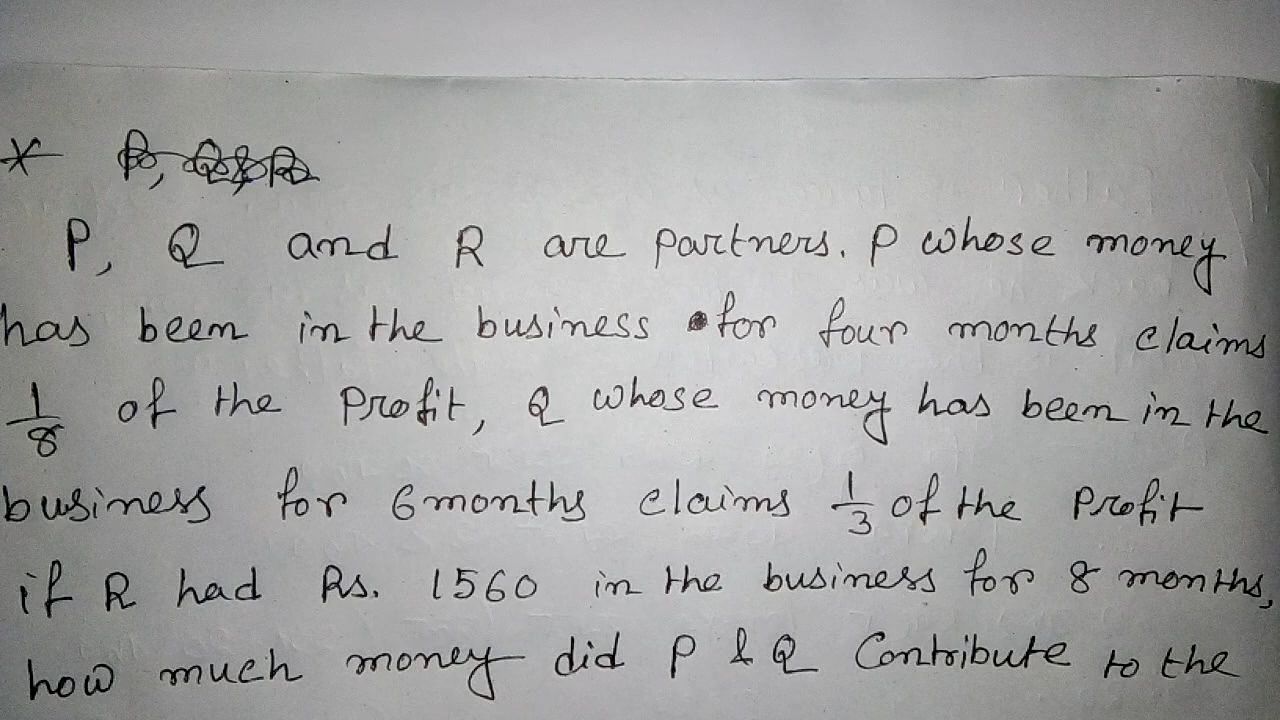 *
P, Q and R are partners. P whose money
has been in the business for four months claims
1/8 of the Profit, Q whose money has been in the
business for 6 months claims 1/3 of the Profit
if R had Rs. 1560 in the business for 8 months,
how much money did P & Q Contribute to the